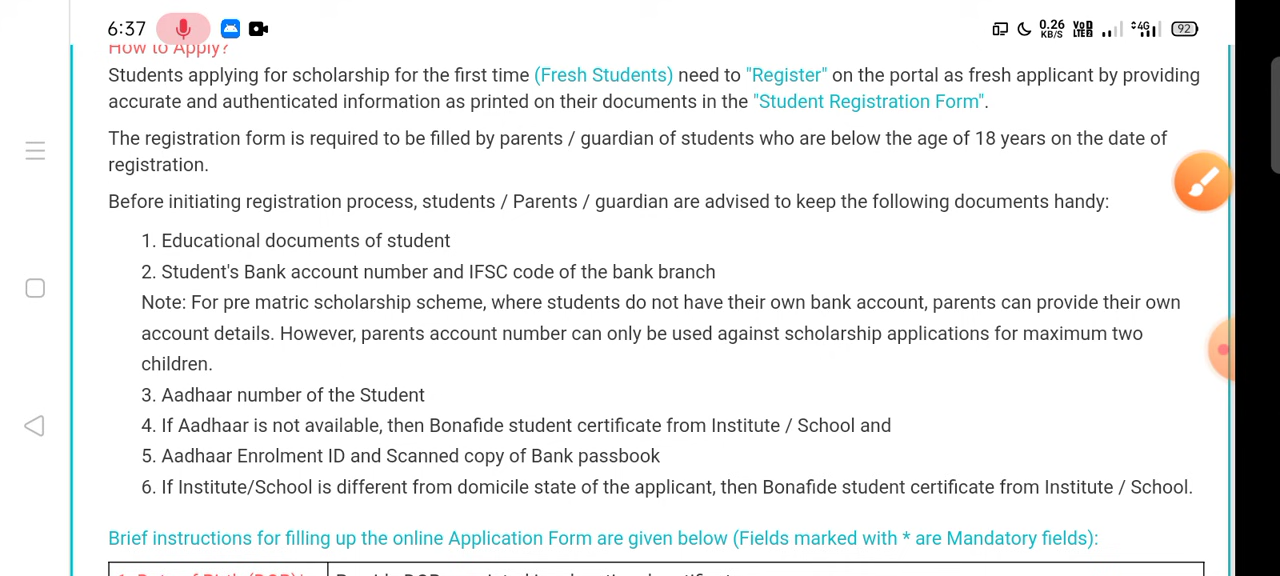 6:37
0.26 KB/S VoD LTE 2 4G 92
How to Apply?
Students applying for scholarship for the first time (Fresh Students) need to "Register" on the portal as fresh applicant by providing
accurate and authenticated information as printed on their documents in the "Student Registration Form".
The registration form is required to be filled by parents / guardian of students who are below the age of 18 years on the date of
registration.
Before initiating registration process, students / Parents / guardian are advised to keep the following documents handy:
1. Educational documents of student
2. Student's Bank account number and IFSC code of the bank branch
Note: For pre matric scholarship scheme, where students do not have their own bank account, parents can provide their own
account details. However, parents account number can only be used against scholarship applications for maximum two
children.
3. Aadhaar number of the Student
4. If Aadhaar is not available, then Bonafide student certificate from Institute / School and
5. Aadhaar Enrolment ID and Scanned copy of Bank passbook
6. If Institute/School is different from domicile state of the applicant, then Bonafide student certificate from Institute / School.
Brief instructions for filling up the online Application Form are given below (Fields marked with * are Mandatory fields):